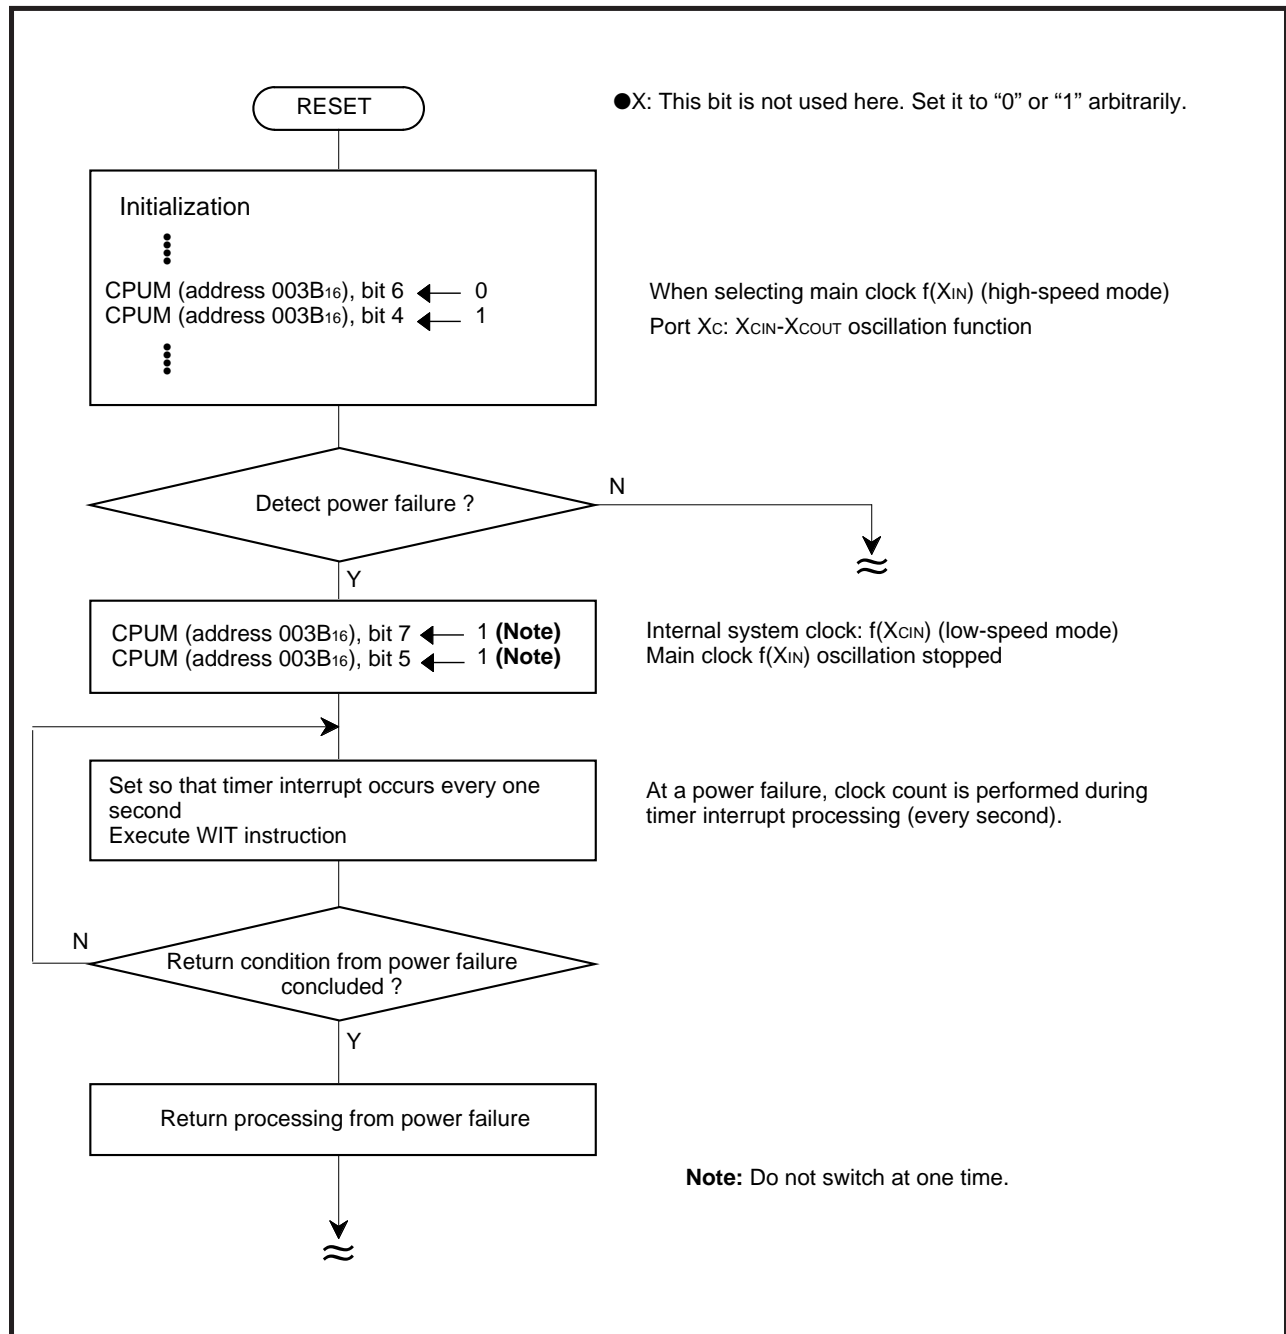 RESET
●X: This bit is not used here. Set it to “0” or “1” arbitrarily.
Initialization
CPUM (address 003B16), bit 6 ← 0
When selecting main clock f(XIN) (high-speed mode)
CPUM (address 003B16), bit 4 ← 1
Port XC: XCIN-XCOUT oscillation function
Detect power failure ?
N
Y
CPUM (address 003B16), bit 7 ← 1 (Note)
Internal system clock: f(XCIN) (low-speed mode)
CPUM (address 003B16), bit 5 ← 1 (Note)
Main clock f(XIN) oscillation stopped
Set so that timer interrupt occurs every one
second
Execute WIT instruction
At a power failure, clock count is performed during
timer interrupt processing (every second).
N
Return condition from power failure
concluded ?
Y
Return processing from power failure
Note: Do not switch at one time.